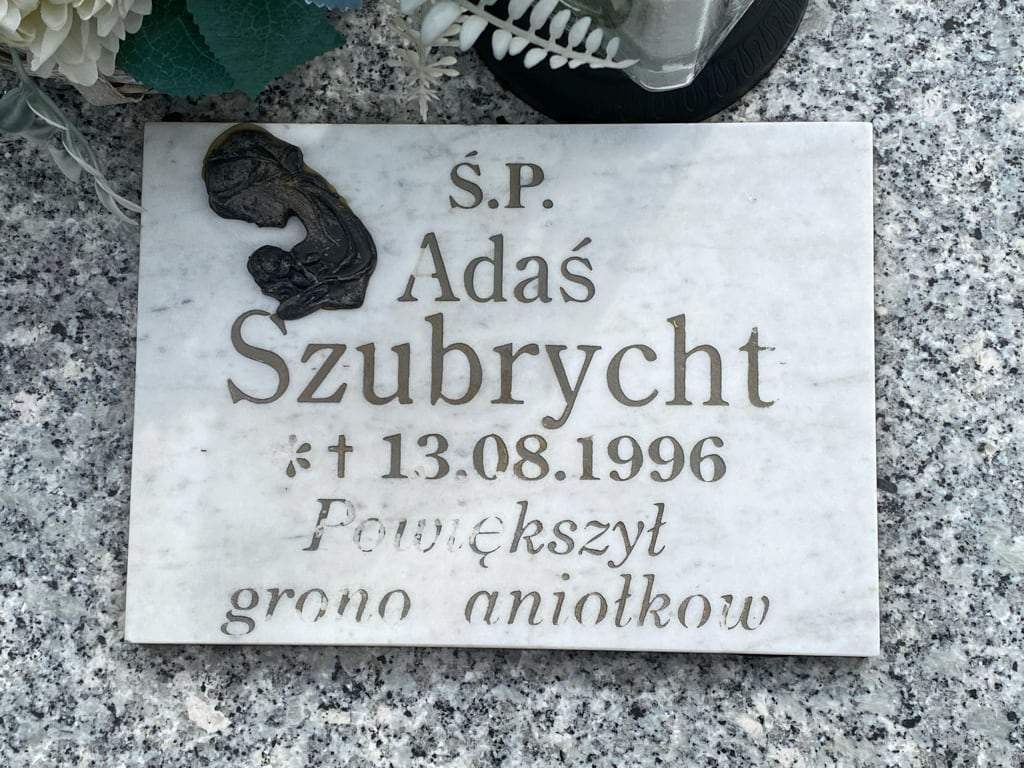 Ś.P.
Adaś
Szubrycht
* † 13.08.1996
Powiększył
grono aniołkow